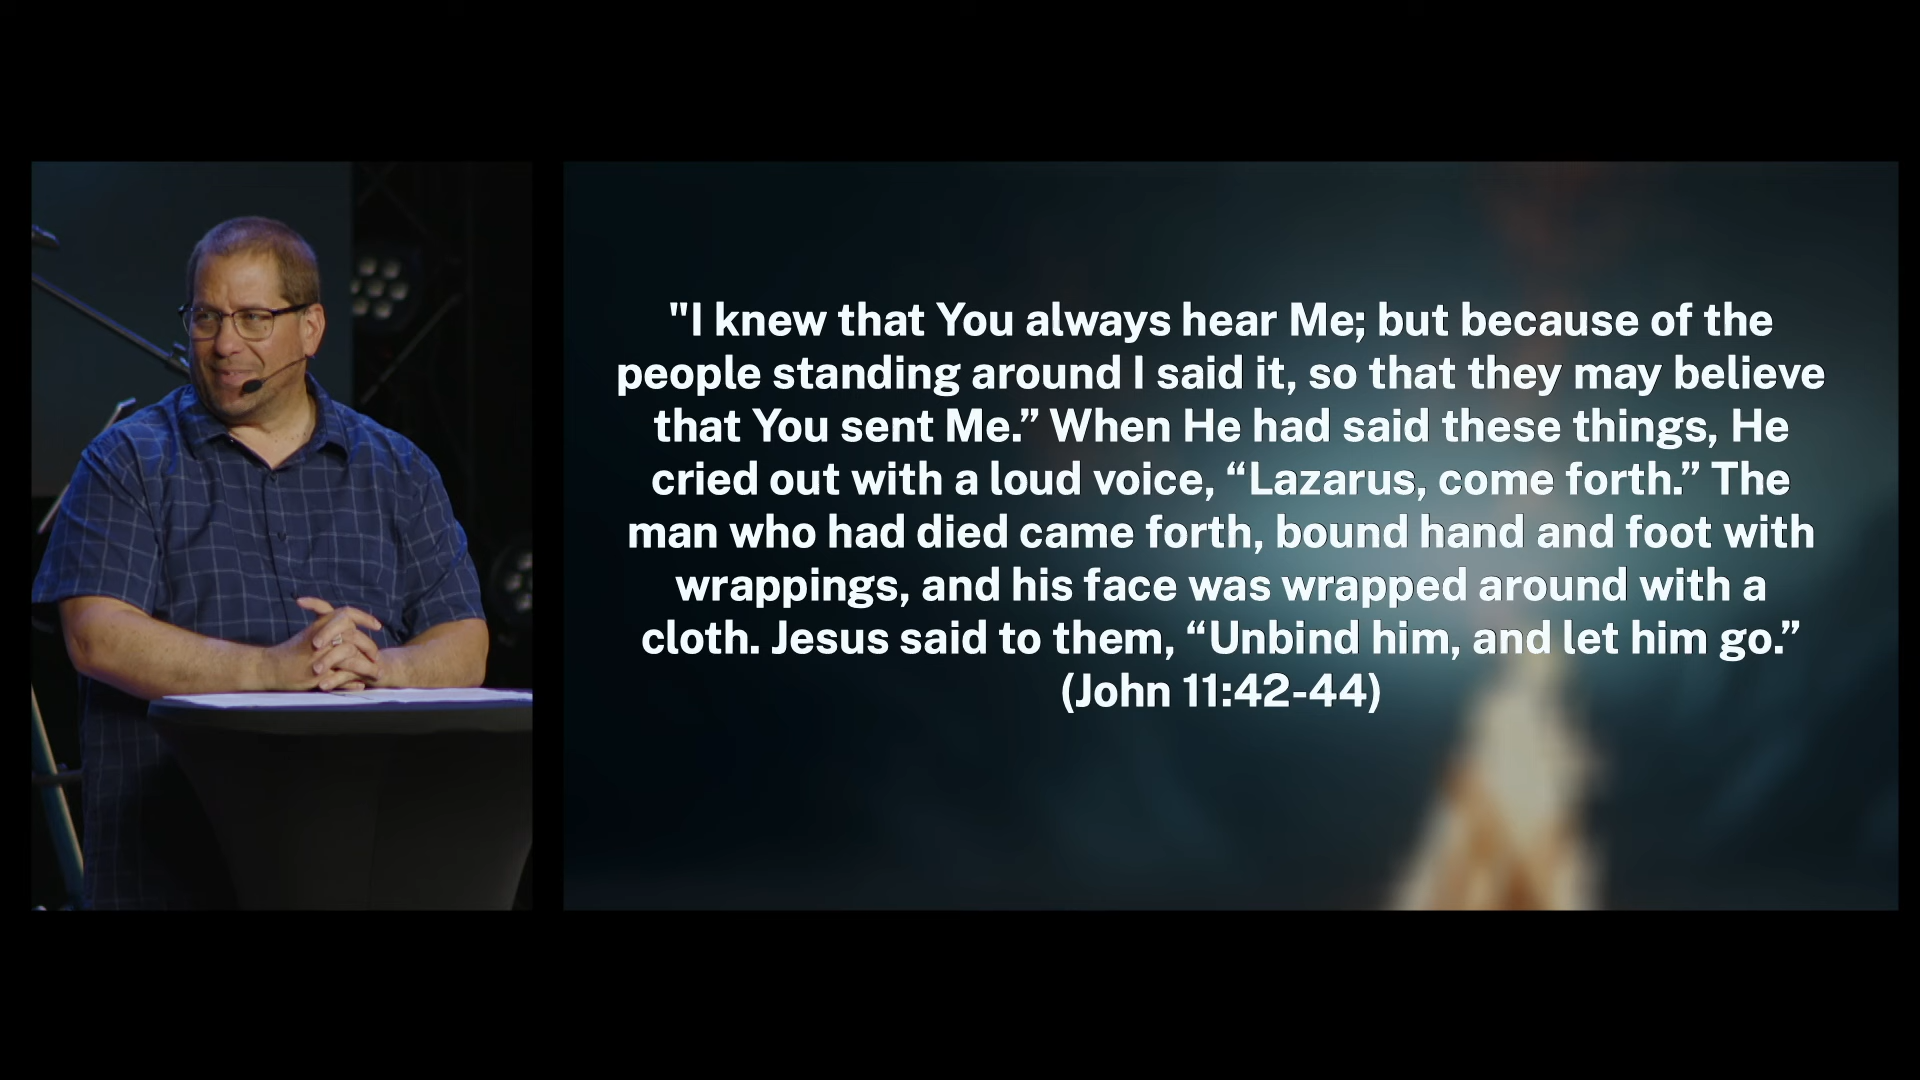 "I knew that You always hear Me; but because of the
people standing around I said it, so that they may believe
that You sent Me.” When He had said these things, He
cried out with a loud voice, “Lazarus, come forth.” The
man who had died came forth, bound hand and foot with
wrappings, and his face was wrapped around with a
cloth. Jesus said to them, “Unbind him, and let him go.”
(John 11:42-44)